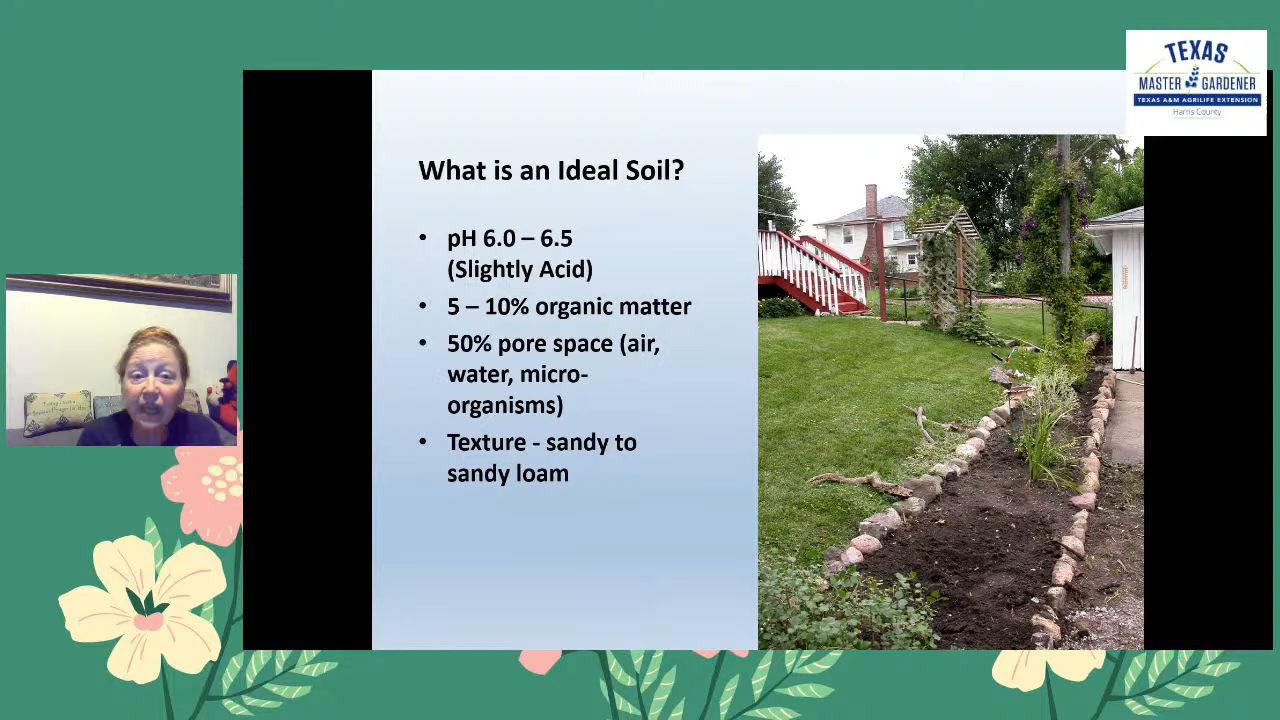 TEXAS
MASTER GARDENER
TEXAS A&M AGRILIFE EXTENSION
Harris County
What is an Ideal Soil?
• pH 6.0 – 6.5
(Slightly Acid)
• 5 – 10% organic matter
• 50% pore space (air,
water, micro-
organisms)
• Texture - sandy to
sandy loam